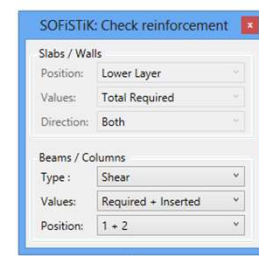 SOFiSTiK: Check reinforcement x
Slabs / Walls
Position: Lower Layer
Values: Total Required
Direction: Both
Beams / Columns
Type : Shear
Values: Required + Inserted
Position: 1 + 2